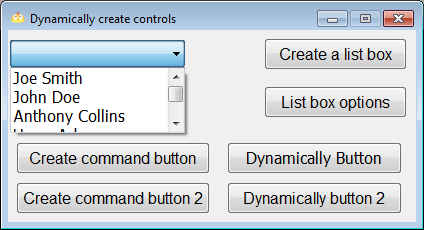 Dynamically create controls
Create a list box
Joe Smith
John Doe
Anthony Collins
List box options
Create command button
Dynamically Button
Create command button 2
Dynamically button 2